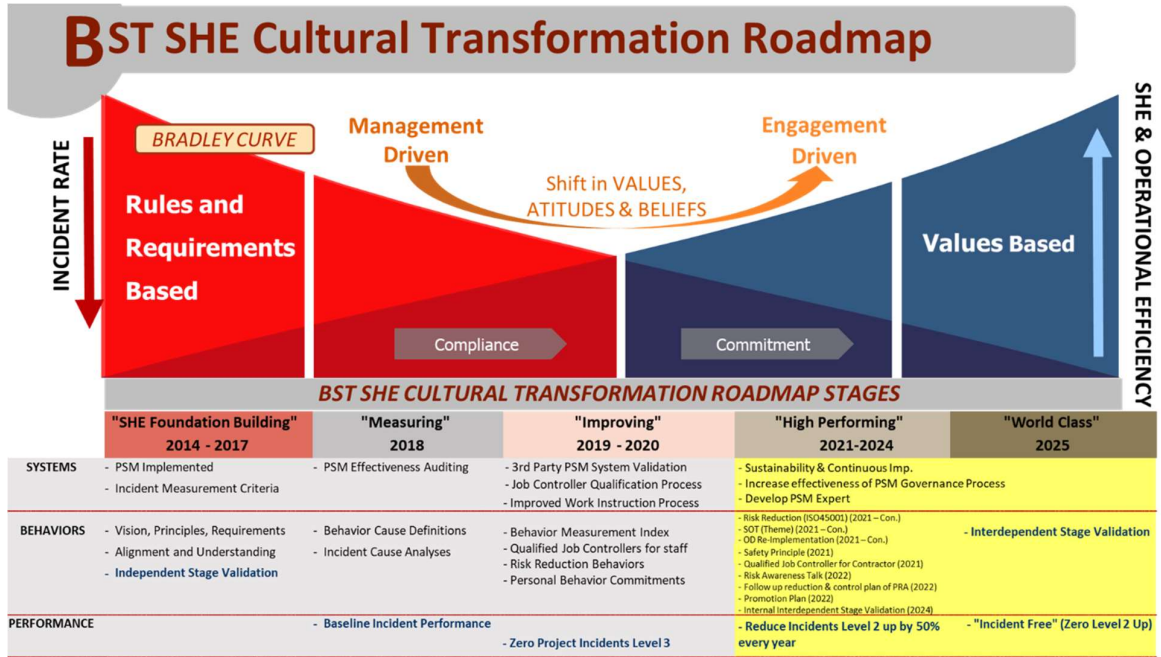 BST SHE Cultural Transformation Roadmap
BRADLEY CURVE
INCIDENT RATE
Rules and
Requirements
Based
Management
Driven
Shift in VALUES,
ATITUDES & BELIEFS
Engagement
Driven
Values Based
SHE & OPERATIONAL EFFICIENCY
Compliance
Commitment
BST SHE CULTURAL TRANSFORMATION ROADMAP STAGES
"SHE Foundation Building"
2014 - 2017
"Measuring"
2018
"Improving"
2019 - 2020
"High Performing"
2021-2024
"World Class"
2025
SYSTEMS
- PSM Implemented
- Incident Measurement Criteria
- PSM Effectiveness Auditing
- 3rd Party PSM System Validation
- Job Controller Qualification Process
- Improved Work Instruction Process
- Sustainability & Continuous Imp.
- Increase effectiveness of PSM Governance Process
- Develop PSM Expert
BEHAVIORS
- Vision, Principles, Requirements
- Alignment and Understanding
- Independent Stage Validation
- Behavior Cause Definitions
- Incident Cause Analyses
- Behavior Measurement Index
- Qualified Job Controllers for staff
- Risk Reduction Behaviors
- Personal Behavior Commitments
- Risk Reduction (ISO45001) (2021 – Con.)
- SOT (Theme) (2021 – Con.)
- OD Re-Implementation (2021 – Con.)
- Safety Principle (2021)
- Qualified Job Controller for Contractor (2021)
- Risk Awareness Talk (2022)
- Follow up reduction & control plan of PRA (2022)
- Promotion Plan (2022)
- Internal Interdependent Stage Validation (2024)
- Interdependent Stage Validation
PERFORMANCE
- Baseline Incident Performance
- Zero Project Incidents Level 3
- Reduce Incidents Level 2 up by 50%
every year
- "Incident Free" (Zero Level 2 Up)